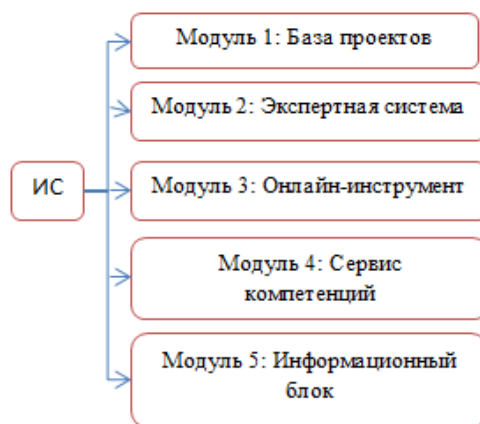 Модуль 1: База проектов
Модуль 2: Экспертная система
ИС
Модуль 3: Онлайн-инструмент
Модуль 4: Сервис
компетенций
Модуль 5: Информационный
блок